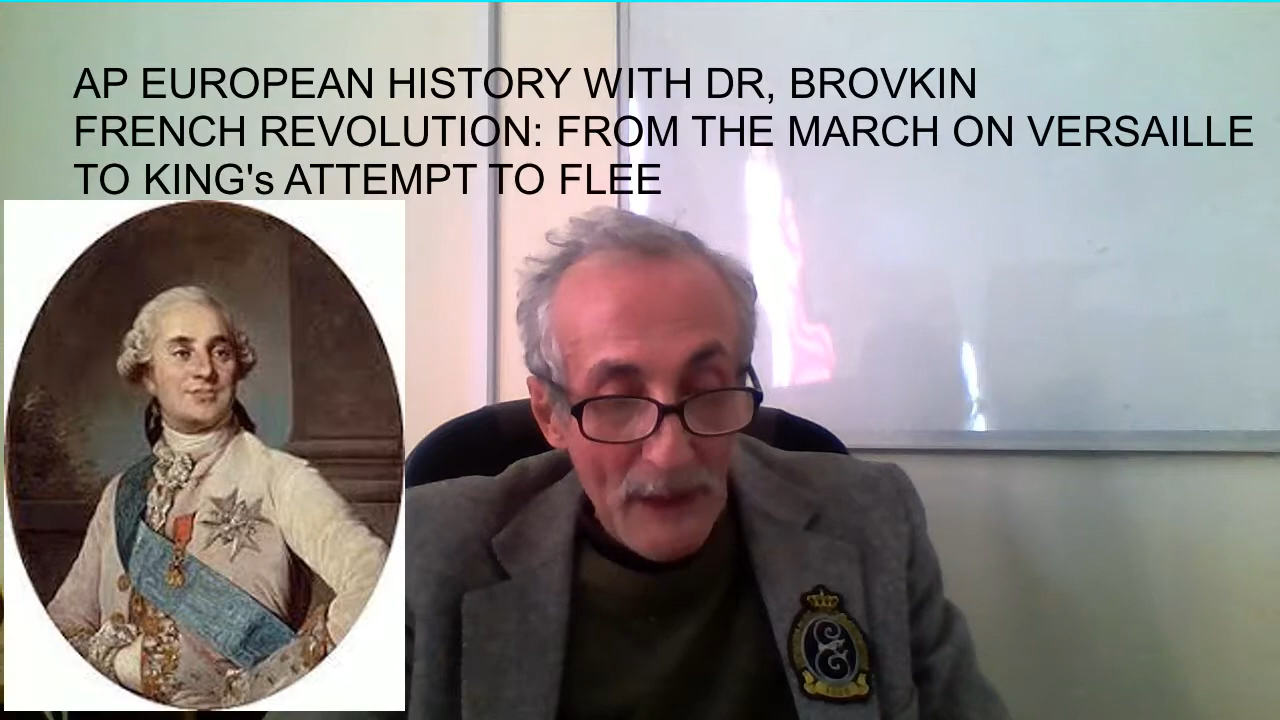 AP EUROPEAN HISTORY WITH DR, BROVKIN
FRENCH REVOLUTION: FROM THE MARCH ON VERSAILLE
TO KING's ATTEMPT TO FLEE